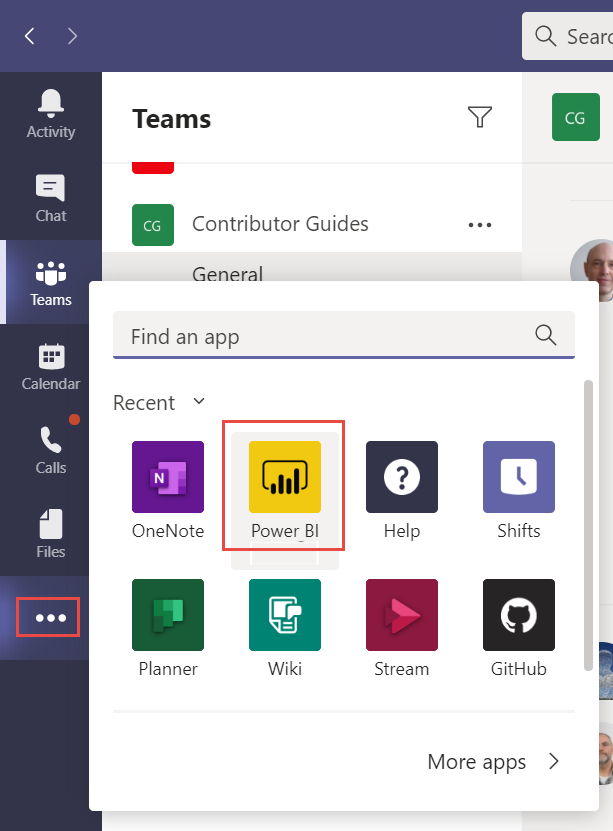 Searc
Activity
Chat
Teams
Calendar
Calls
Files
Teams
CG
Contributor Guides
General
CG
Find an app
Recent
N
OneNote
Power BI
?
Help
Shifts
Planner
Wiki
Stream
GitHub
More apps